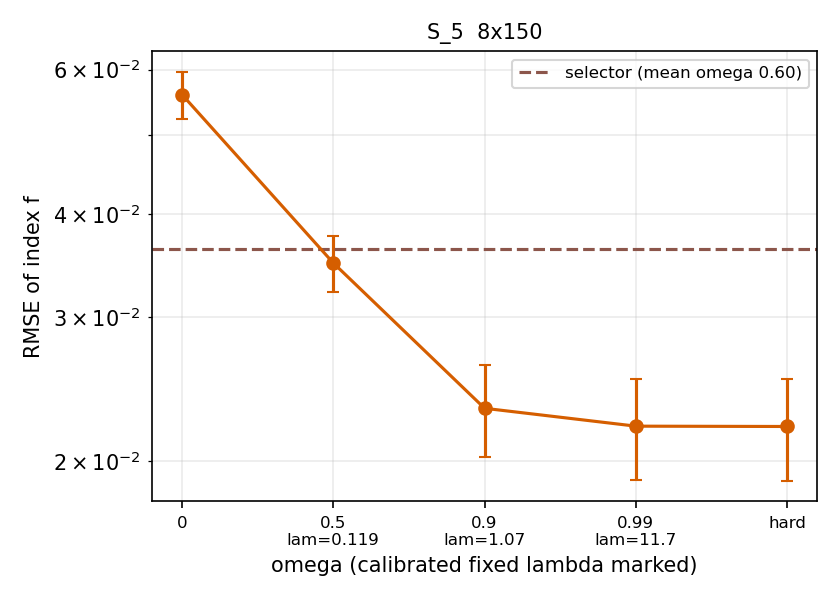 S_5  8x150
selector (mean omega 0.60)
RMSE of index f
6 × 10⁻²
4 × 10⁻²
3 × 10⁻²
2 × 10⁻²
0
0.5
lam=0.119
0.9
lam=1.07
0.99
lam=11.7
hard
omega (calibrated fixed lambda marked)